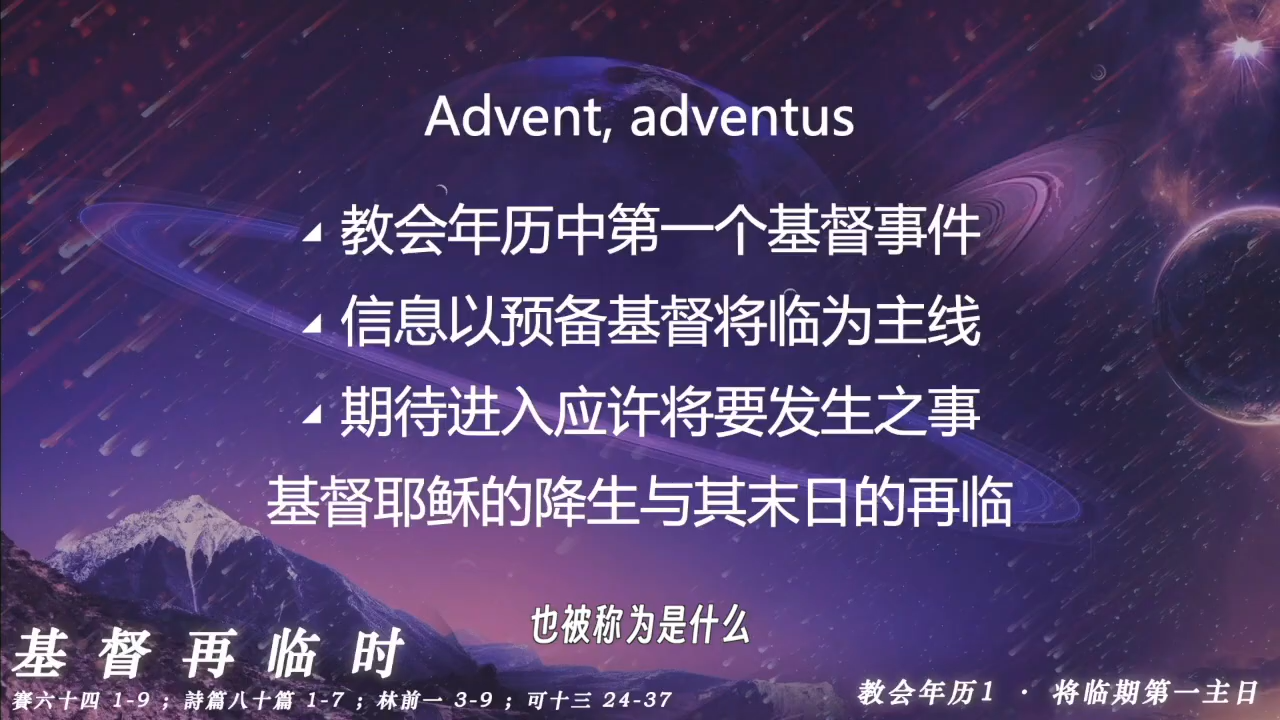 Advent, adventus
教会年历中第一个基督事件
信息以预备基督将临为主线
期待进入应许将要发生之事
基督耶稣的降生与其末日的再临
也被称为是什么
基督再临时
賽六十四 1-9 ; 詩篇八十篇 1-7 ; 林前一 3-9 ; 可十三 24-37
教会年历1 · 将临期第一主日